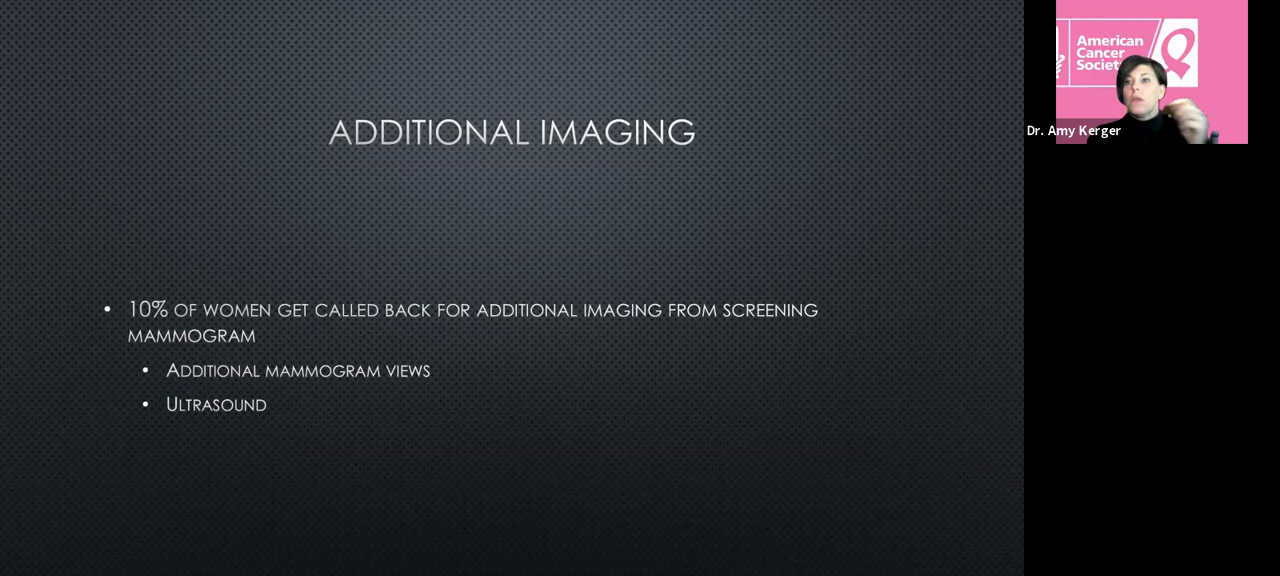 ADDITIONAL IMAGING
• 10% OF WOMEN GET CALLED BACK FOR ADDITIONAL IMAGING FROM SCREENING
MAMMOGRAM
• ADDITIONAL MAMMOGRAM VIEWS
• ULTRASOUND
American
Cancer
Society
Dr. Amy Kerger